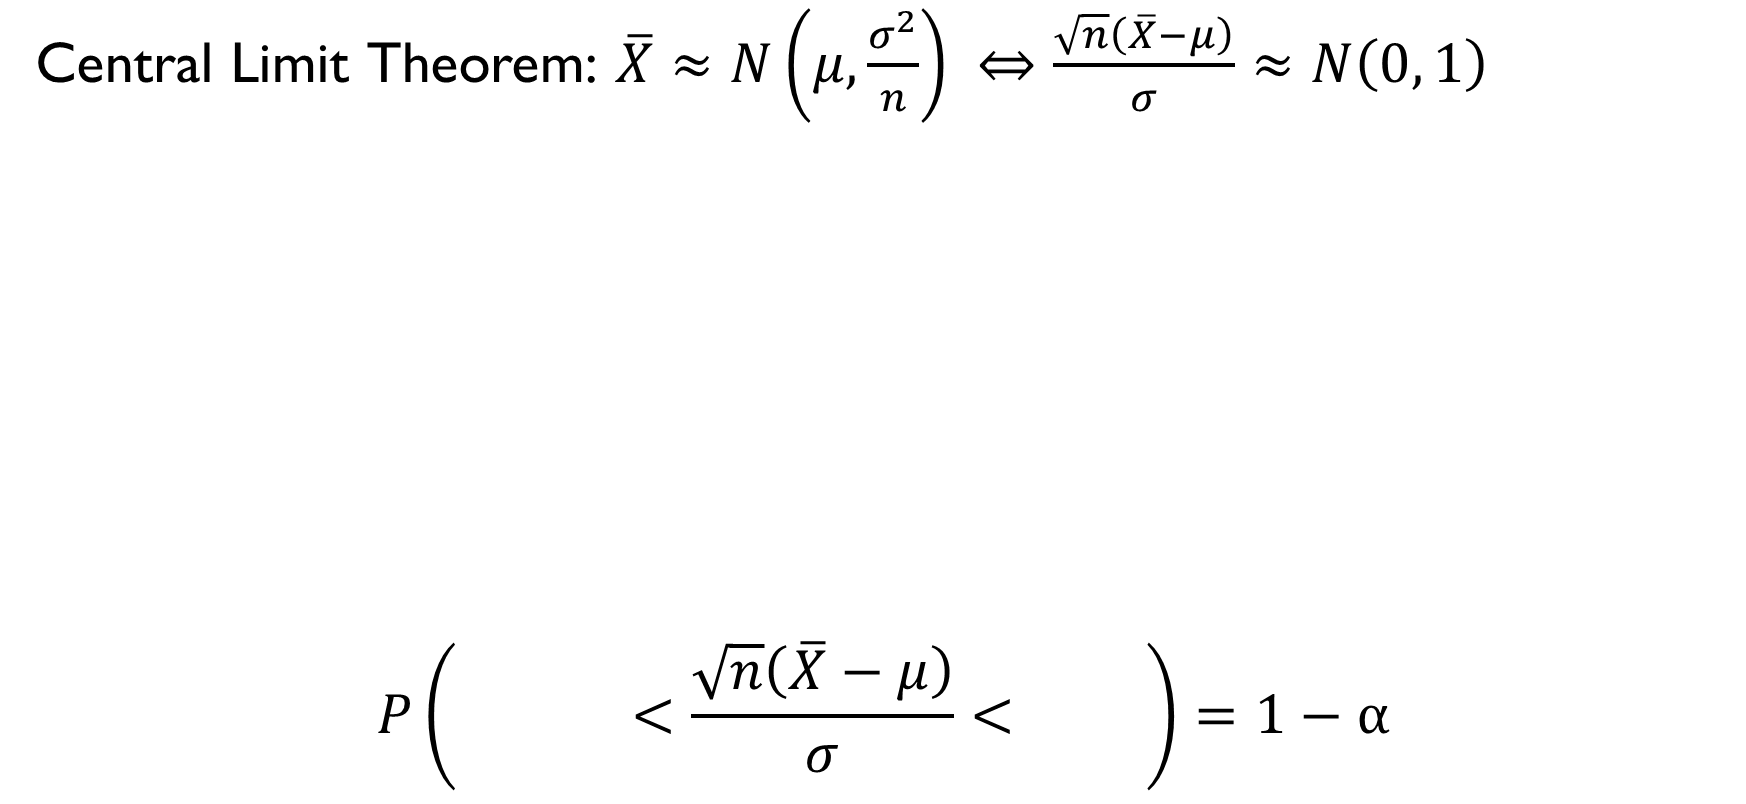 Central Limit Theorem: X̄ ≈ N(μ, σ²/n) ⇔ √n(X̄−μ)/σ ≈ N(0, 1)
P(      < √n(X̄ − μ)/σ <      ) = 1 − α